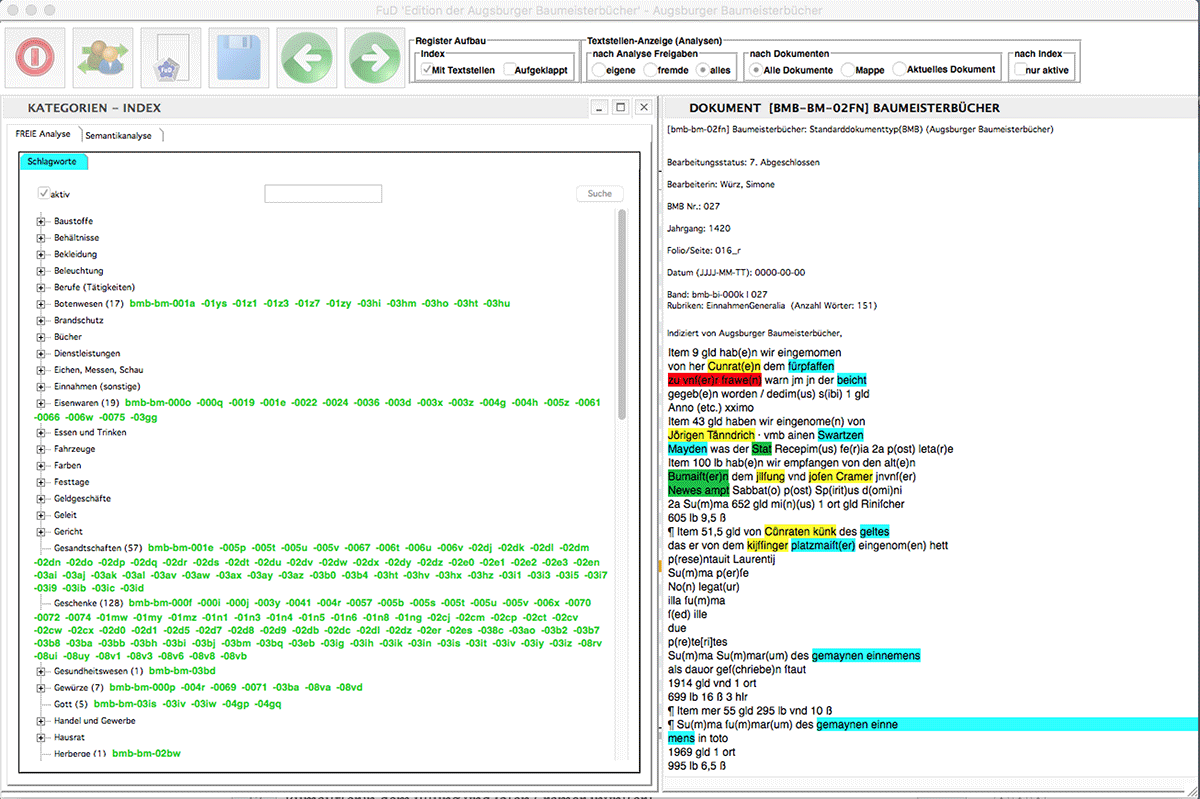 FuD 'Edition der Augsburger Baumeisterbücher' - Augsburger Baumeisterbücher
Register Aufbau
Index
Mit Textstellen Aufgeklappt
Textstellen-Anzeige (Analysen)
nach Analyse Freigaben
eigene fremde alles
nach Dokumenten
Alle Dokumente Mappe Aktuelles Dokument
nach Index
nur aktive
FuD
KATEGORIEN – INDEX
FREIE Analyse Semantikanalyse
Schlagworte
aktiv
Suche
Baustoffe
Behältnisse
Bekleidung
Beleuchtung
Berufe (Tätigkeiten)
Botenwesen (17) bmb-bm-001a -01ys -01z1 -01z3 -01z7 -01zy -03hi -03hm -03ho -03ht -03hu
Brandschutz
Bücher
Dienstleistungen
Eichen, Messen, Schau
Einnahmen (sonstige)
Eisenwaren (19) bmb-bm-000o -000q -0019 -001e -0022 -0024 -0036 -003d -003x -003z -004g -004h -005z -0061
-0066 -006w -0075 -03gg
Essen und Trinken
Fahrzeuge
Farben
Festtage
Geldgeschäfte
Geleit
Gericht
Gesandtschaften (57) bmb-bm-001e -005p -005t -005u -005v -0067 -006t -006u -006v -02dj -02dk -02dl -02dm
-02dn -02do -02dp -02dq -02dr -02ds -02dt -02du -02dv -02dw -02dx -02dy -02dz -02e0 -02e1 -02e2 -02e3 -02en
-03ai -03aj -03ak -03al -03av -03aw -03ax -03ay -03az -03b0 -03b4 -03ht -03hv -03hx -03hz -03i1 -03i3 -03i5 -03i7
-03i9 -03ib -03ic -03id
Geschenke (128) bmb-bm-000f -000i -000j -003y -0041 -004r -0057 -005b -005s -005t -005u -005v -006x -0070
-0072 -0074 -01mw -01my -01mz -01n1 -01n3 -01n4 -01n5 -01n6 -01n8 -01ng -02cj -02cm -02cp -02ct -02cv
-02cw -02cx -02d0 -02d1 -02d5 -02d7 -02d8 -02d9 -02db -02dc -02dl -02dz -02er -02es -038c -03ao -03b2 -03b7
-03b8 -03ba -03bb -03bh -03bi -03bj -03bm -03bq -03eb -03ig -03ih -03ik -03in -03is -03it -03iv -03iy -03iz -08rv
-08ui -08uy -08v1 -08v3 -08v6 -08v8 -08vb
Gesundheitswesen (1) bmb-bm-03bd
Gewürze (7) bmb-bm-000p -004r -0069 -0071 -03ba -08va -08vd
Gott (5) bmb-bm-03is -03iv -03iw -04gp -04gq
Handel und Gewerbe
Hausrat
Herberge (1) bmb-bm-02bw
DOKUMENT [BMB-BM-02FN] BAUMEISTERBÜCHER
[bmb-bm-02fn] Baumeisterbücher: Standarddokumenttyp(BMB) (Augsburger Baumeisterbücher)
Bearbeitungsstatus: 7. Abgeschlossen
Bearbeiterin: Würz, Simone
BMB Nr.: 027
Jahrgang: 1420
Folio/Seite: 016_r
Datum (JJJJ-MM-TT): 0000-00-00
Band: bmb-bi-000k l 027
Rubriken: EinnahmenGeneralia (Anzahl Wörter: 151)
Indiziert von Augsburger Baumeisterbücher,
Item 9 gld hab(e)n wir eingemomen
von her Cunrat(e)n dem fürpfaffen
zu vnſ(er)r frawe(n) warn jm jn der beicht
gegeb(e)n worden / dedim(us) s(ibi) 1 gld
Anno (etc.) xximo
Item 43 gld haben wir eingenome(n) von
Jörigen Tånndrich · vmb ainen Swartzen
Mayden was der Stat Recepim(us) fe(r)ia 2a p(ost) leta(r)e
Item 100 lb hab(e)n wir empfangen von den alt(e)n
Bumaiſt(er)n dem jlſung vnd joſen Cramer jnvnſ(er)
Newes ampt Sabbat(o) p(ost) Sp(irit)us d(omi)ni
2a Su(m)ma 652 gld mi(n)(us) 1 ort gld Riniſcher
605 lb 9,5 ß
¶ Item 51,5 gld von Cůnraten künk des geltes
das er von dem kijſſinger platzmaiſt(er) eingenom(en) hett
p(rese)ntauit Laurentij
Su(m)ma p(er)fe
No(n) legat(ur)
illa fu(m)ma
f(ed) ille
due
p(re)te[ri]tes
Su(m)ma Su(m)mar(um) des gemaynen einnemens
als dauor geſ(chriebe)n ſtaut
1914 gld vnd 1 ort
699 lb 16 ß 3 hlr
¶ Item mer 55 gld 295 lb vnd 10 ß
¶ Su(m)ma fu(m)mar(um) des gemaynen einne
mens in toto
1969 gld 1 ort
995 lb 6,5 ß